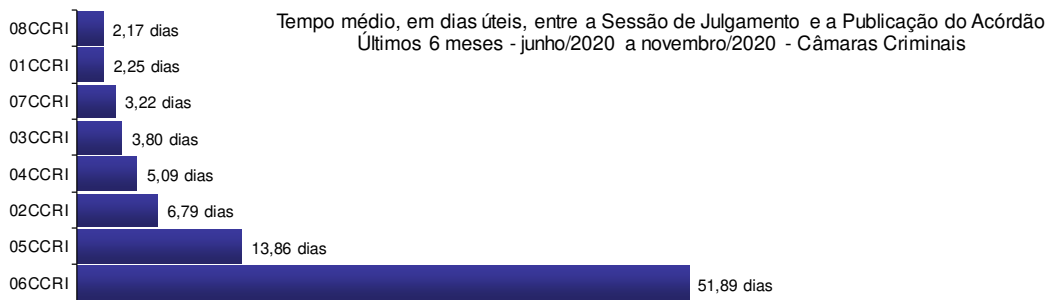 Tempo médio, em dias úteis, entre a Sessão de Julgamento e a Publicação do Acórdão
Últimos 6 meses - junho/2020 a novembro/2020 - Câmaras Criminais
08CCRI 2,17 dias
01CCRI 2,25 dias
07CCRI 3,22 dias
03CCRI 3,80 dias
04CCRI 5,09 dias
02CCRI 6,79 dias
05CCRI 13,86 dias
06CCRI 51,89 dias